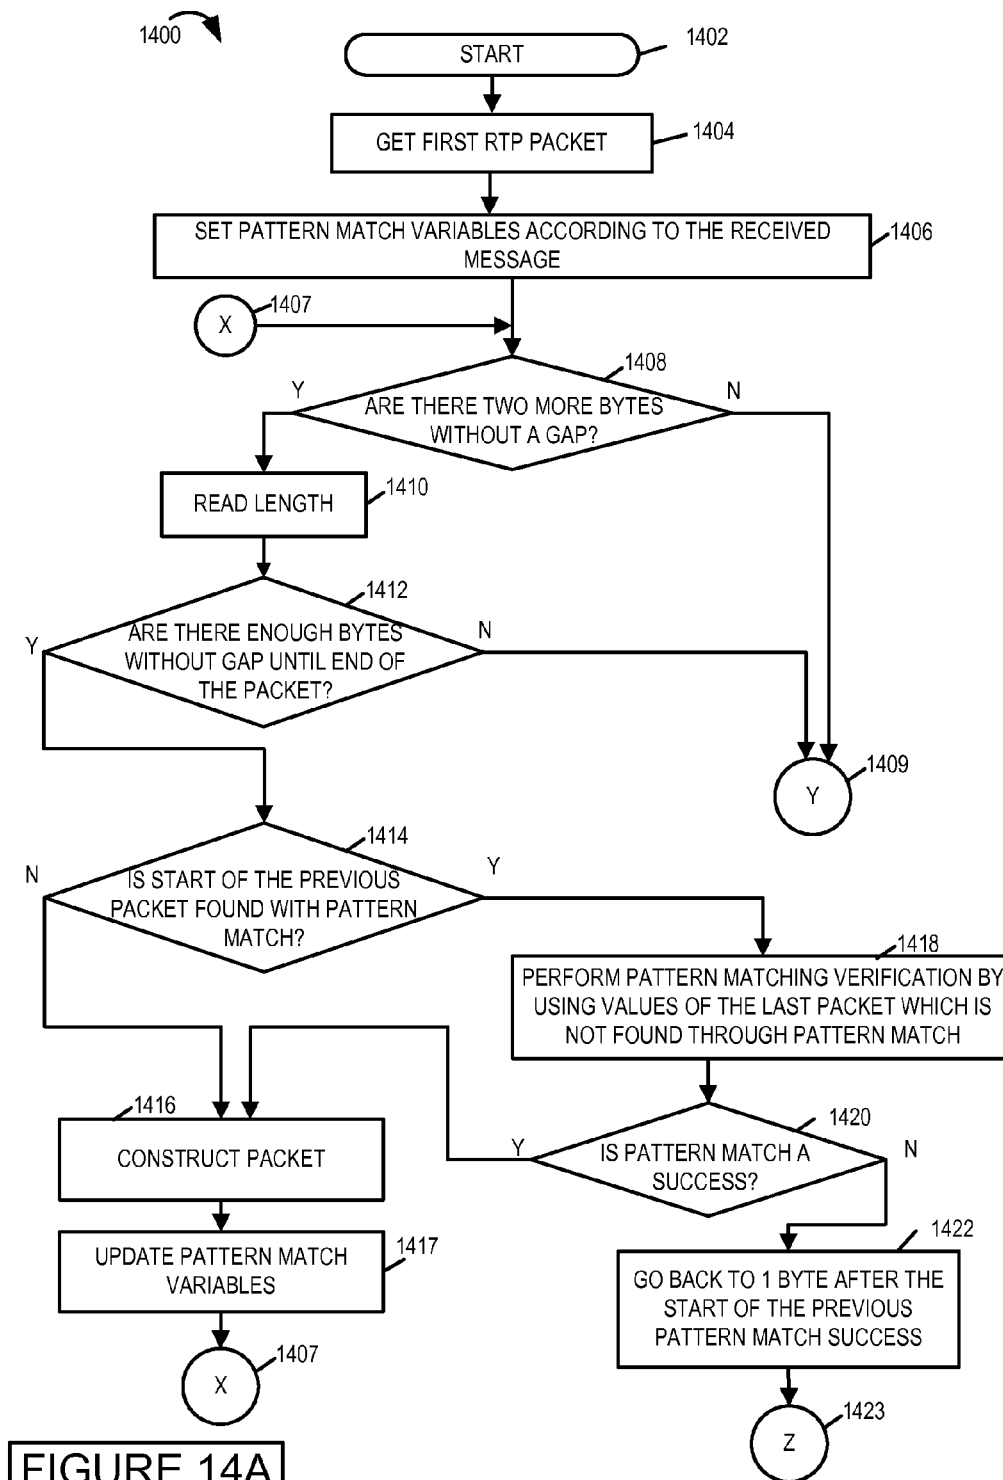 1400
START
1402
GET FIRST RTP PACKET
1404
SET PATTERN MATCH VARIABLES ACCORDING TO THE RECEIVED
MESSAGE
1406
X
1407
1408
Y
N
ARE THERE TWO MORE BYTES
WITHOUT A GAP?
READ LENGTH
1410
1412
Y
N
ARE THERE ENOUGH BYTES
WITHOUT GAP UNTIL END OF
THE PACKET?
1409
Y
1414
N
Y
IS START OF THE PREVIOUS
PACKET FOUND WITH PATTERN
MATCH?
1418
PERFORM PATTERN MATCHING VERIFICATION BY
USING VALUES OF THE LAST PACKET WHICH IS
NOT FOUND THROUGH PATTERN MATCH
1416
CONSTRUCT PACKET
1420
Y
N
IS PATTERN MATCH A
SUCCESS?
UPDATE PATTERN MATCH
VARIABLES
1417
1422
GO BACK TO 1 BYTE AFTER THE
START OF THE PREVIOUS
PATTERN MATCH SUCCESS
1407
X
1423
Z
FIGURE 14A